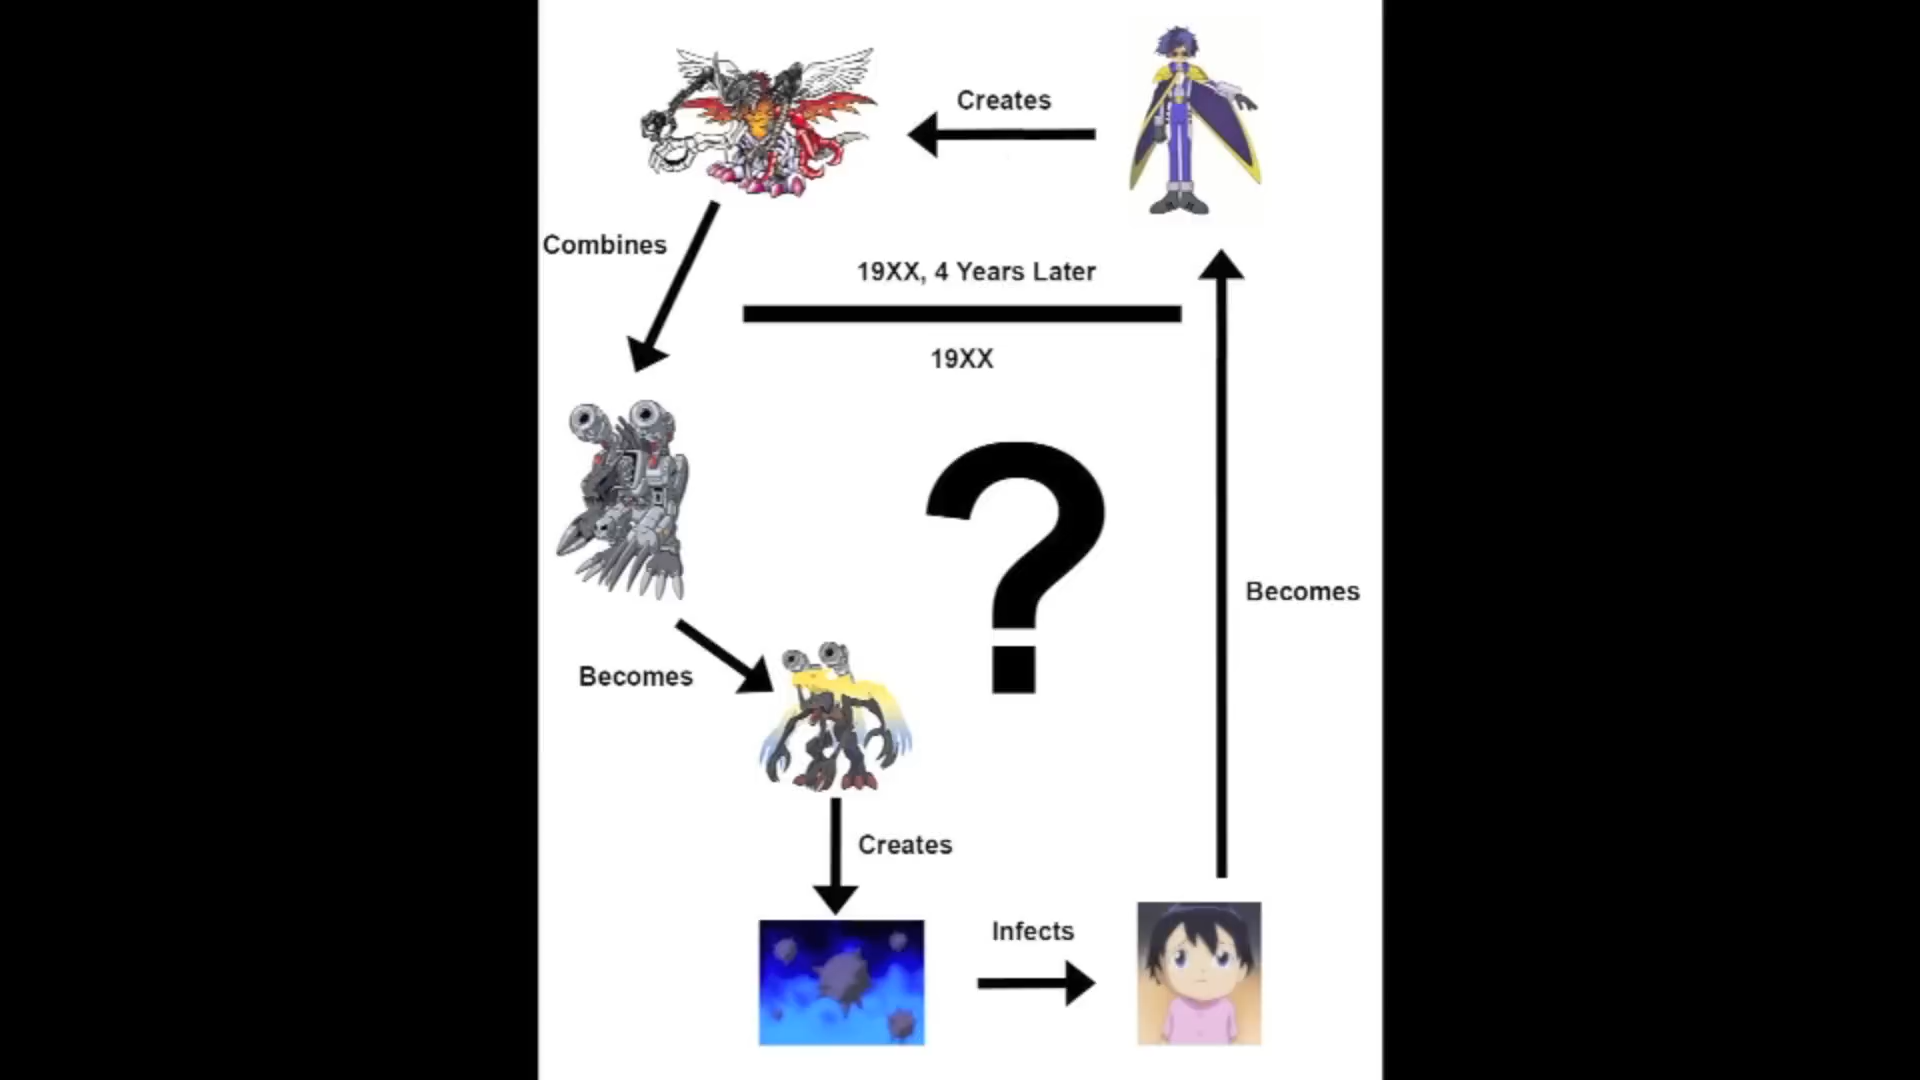 Creates
Combines
19XX, 4 Years Later
19XX
?
Becomes
Becomes
Creates
Infects